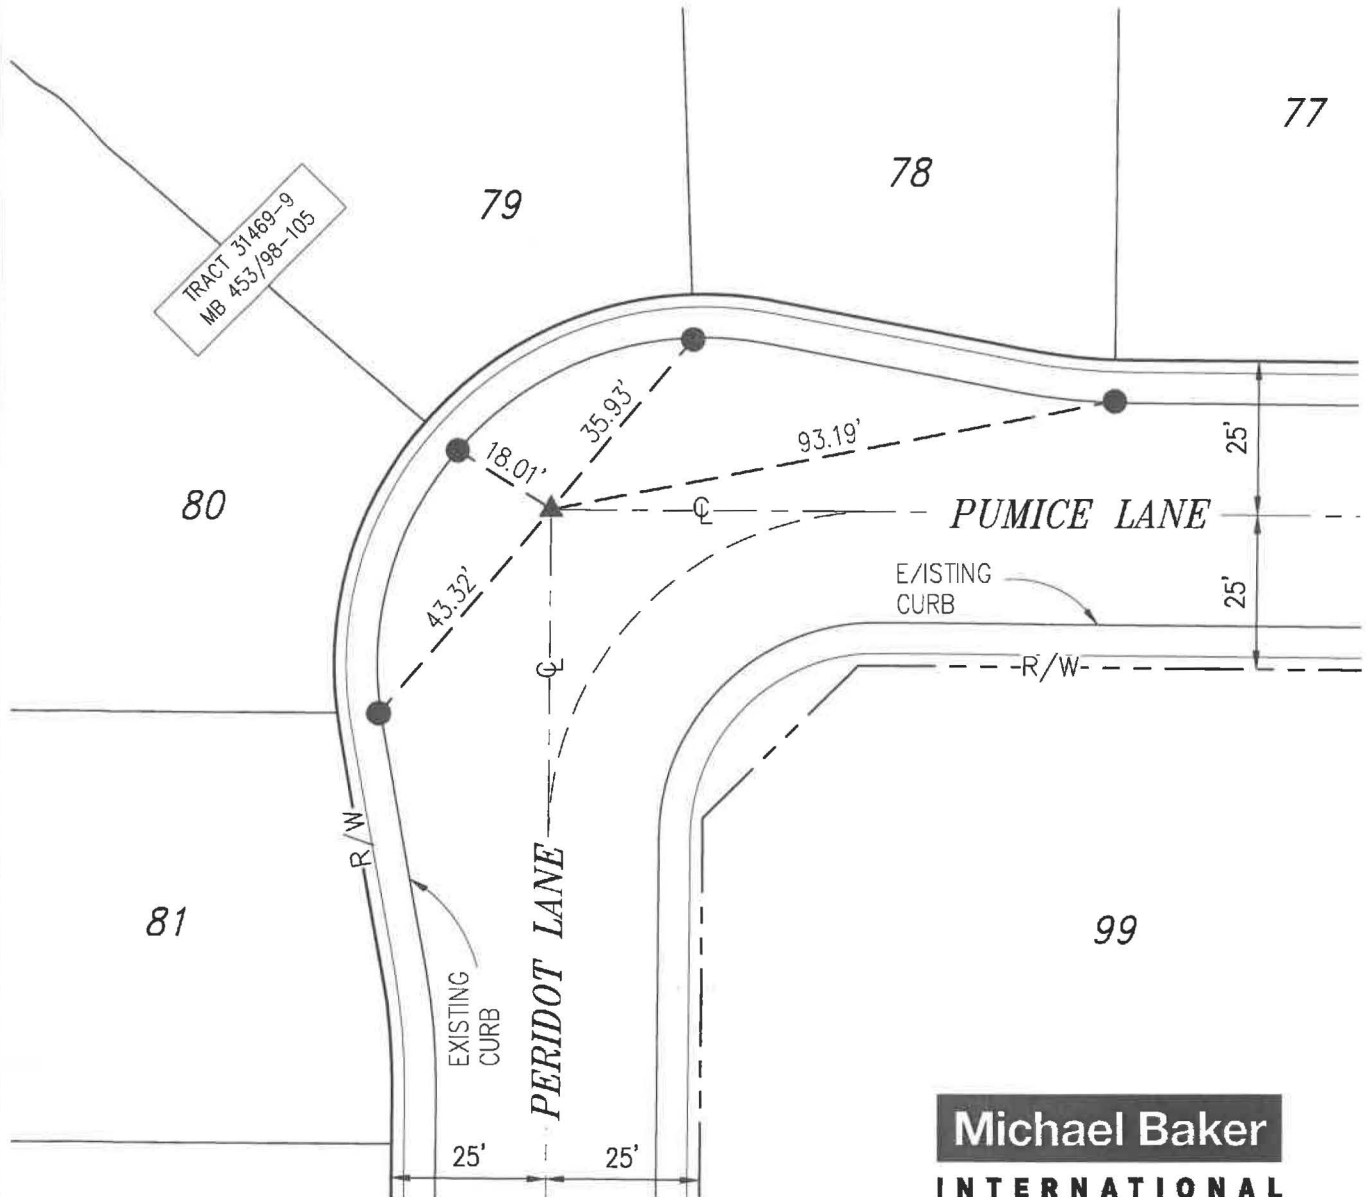 77
78
79
TRACT 31469-9
MB 453/98-105
35.93'
93.19'
18.01'
25'
80
℄
PUMICE LANE
43.32'
E/ISTING
CURB
25'
℄
R/W
R/W
81
99
PERIDOT LANE
EXISTING
CURB
25'
25'
Michael Baker
INTERNATIONAL